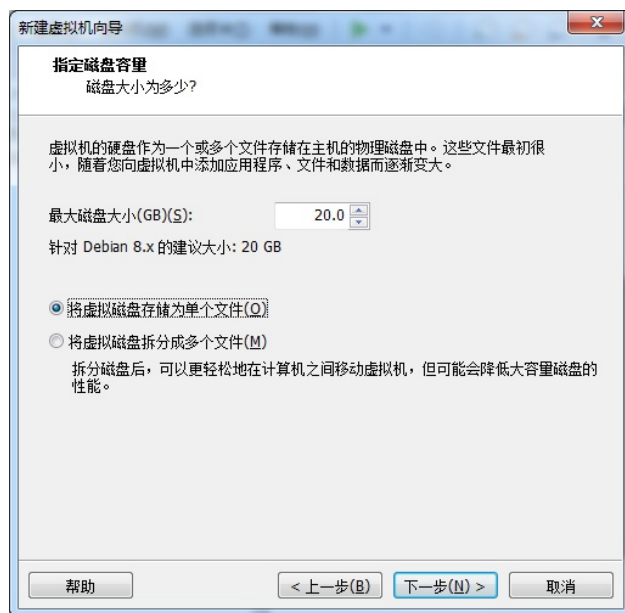 新建虚拟机向导
指定磁盘容量
磁盘大小为多少?
虚拟机的硬盘作为一个或多个文件存储在主机的物理磁盘中。这些文件最初很
小，随着您向虚拟机中添加应用程序、文件和数据而逐渐变大。
最大磁盘大小(GB)(S): 20.0
针对 Debian 8.x 的建议大小: 20 GB
将虚拟磁盘存储为单个文件(O)
将虚拟磁盘拆分成多个文件(M)
拆分磁盘后，可以更轻松地在计算机之间移动虚拟机，但可能会降低大容量磁盘的
性能。
帮助 < 上一步(B) 下一步(N) > 取消